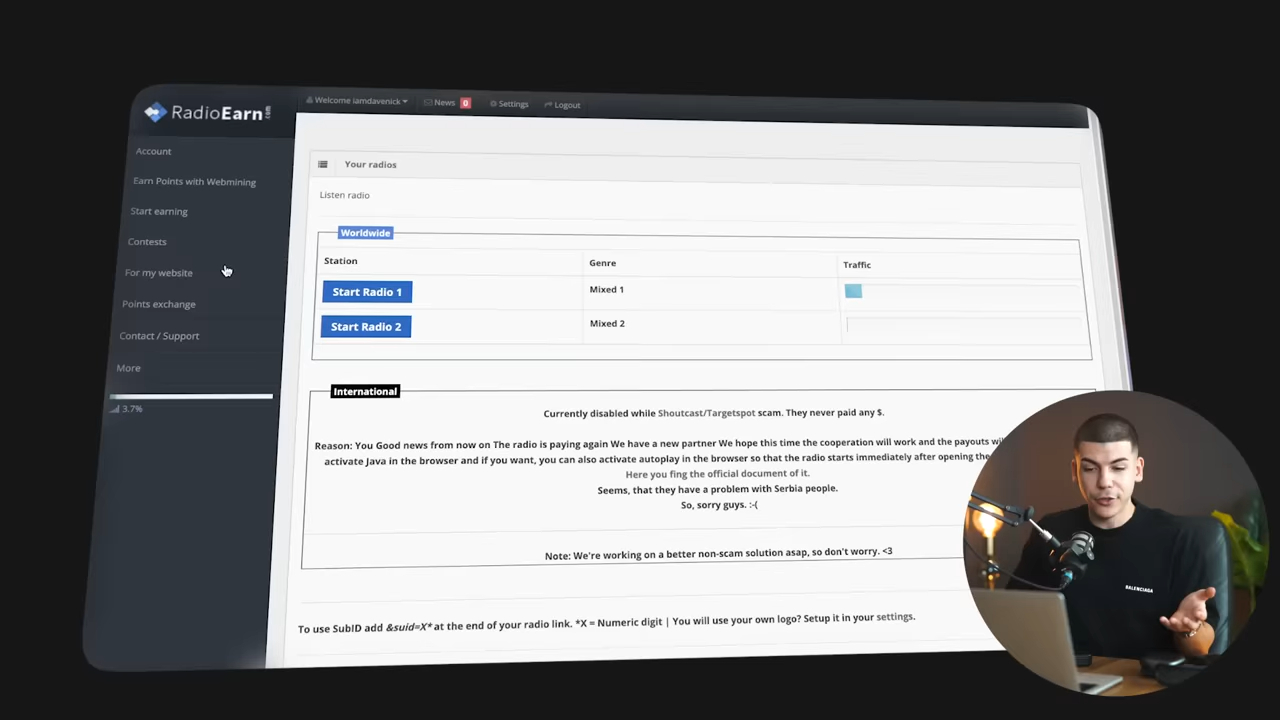 RadioEarn.com
Welcome iamdavenick
News 0
Settings
Logout
Account
Earn Points with Webmining
Start earning
Contests
For my website
Points exchange
Contact / Support
More
3.7%
Your radios
Listen radio
Worldwide
Station Genre Traffic
Start Radio 1 Mixed 1
Start Radio 2 Mixed 2
International
Currently disabled while Shoutcast/Targetspot scam. They never paid any $.
Reason: You Good news from now on The radio is paying again We have a new partner We hope this time the cooperation will work and the payouts
activate Java in the browser and if you want, you can also activate autoplay in the browser so that the radio starts immediately after opening the
Here you fing the official document of it.
Seems, that they have a problem with Serbia people.
So, sorry guys. :-(
Note: We're working on a better non-scam solution asap, so don't worry. <3
To use SubID add &suid=X* at the end of your radio link. *X = Numeric digit | You will use your own logo? Setup it in your settings.
BALENCIAGA